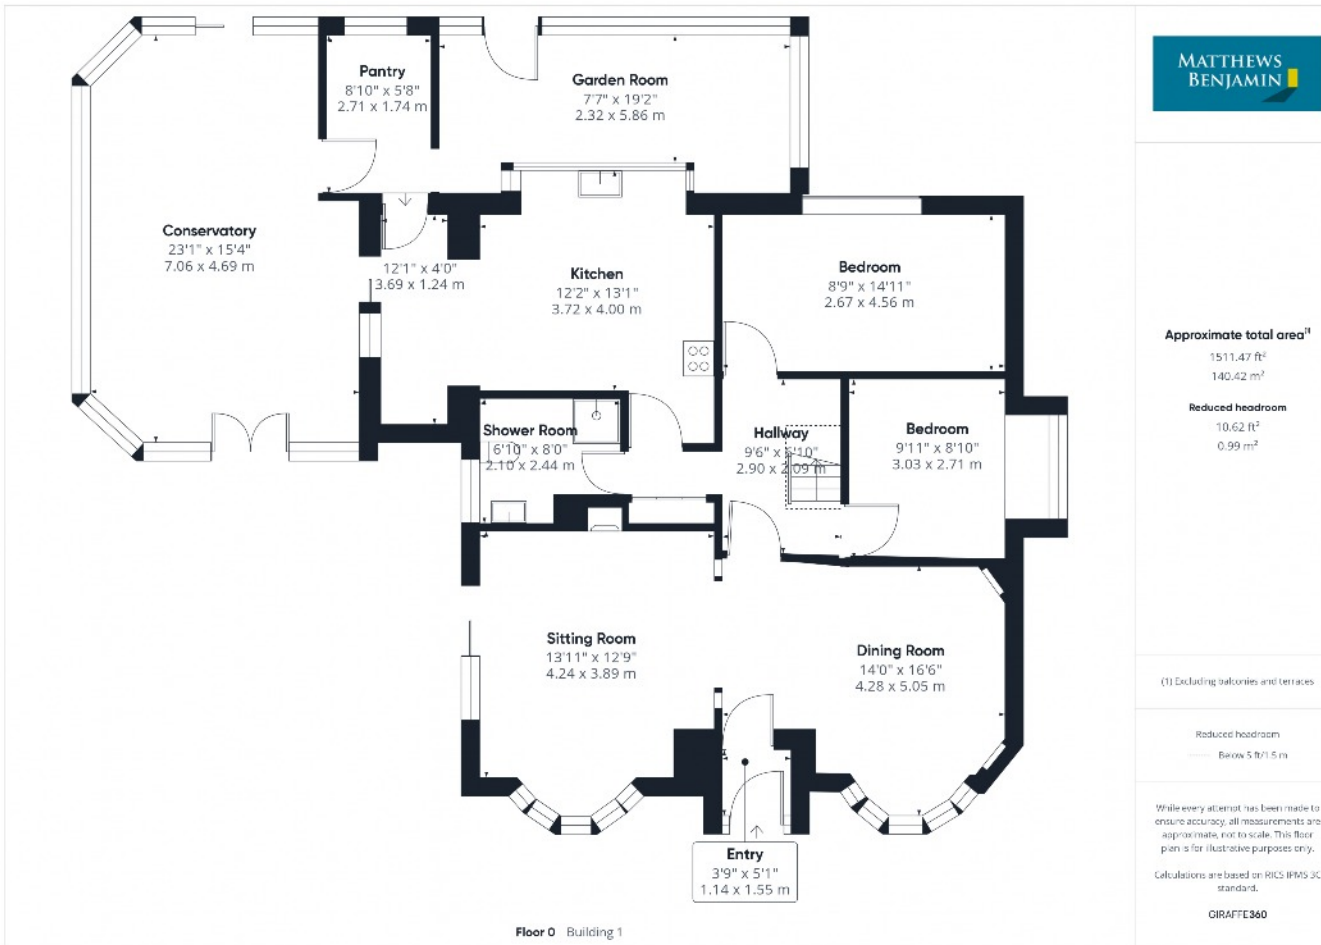 Pantry
8'10" x 5'8"
2.71 x 1.74 m
Garden Room
7'7" x 19'2"
2.32 x 5.86 m
Conservatory
23'1" x 15'4"
7.06 x 4.69 m
12'1" x 4'0"
3.69 x 1.24 m
Kitchen
12'2" x 13'1"
3.72 x 4.00 m
Bedroom
8'9" x 14'11"
2.67 x 4.56 m
Shower Room
6'10" x 8'0"
2.10 x 2.44 m
Hallway
9'6" x 6'10"
2.90 x 2.09 m
Bedroom
9'11" x 8'10"
3.03 x 2.71 m
Sitting Room
13'11" x 12'9"
4.24 x 3.89 m
Dining Room
14'0" x 16'6"
4.28 x 5.05 m
Entry
3'9" x 5'1"
1.14 x 1.55 m
Floor 0 Building 1
MATTHEWS
BENJAMIN
Approximate total area(1)
1511.47 ft²
140.42 m²
Reduced headroom
10.62 ft²
0.99 m²
(1) Excluding balconies and terraces
Reduced headroom
Below 5 ft/1.5 m
While every attempt has been made to
ensure accuracy, all measurements are
approximate, not to scale. This floor
plan is for illustrative purposes only.
Calculations are based on RICS IPMS 3C
standard.
GIRAFFE360